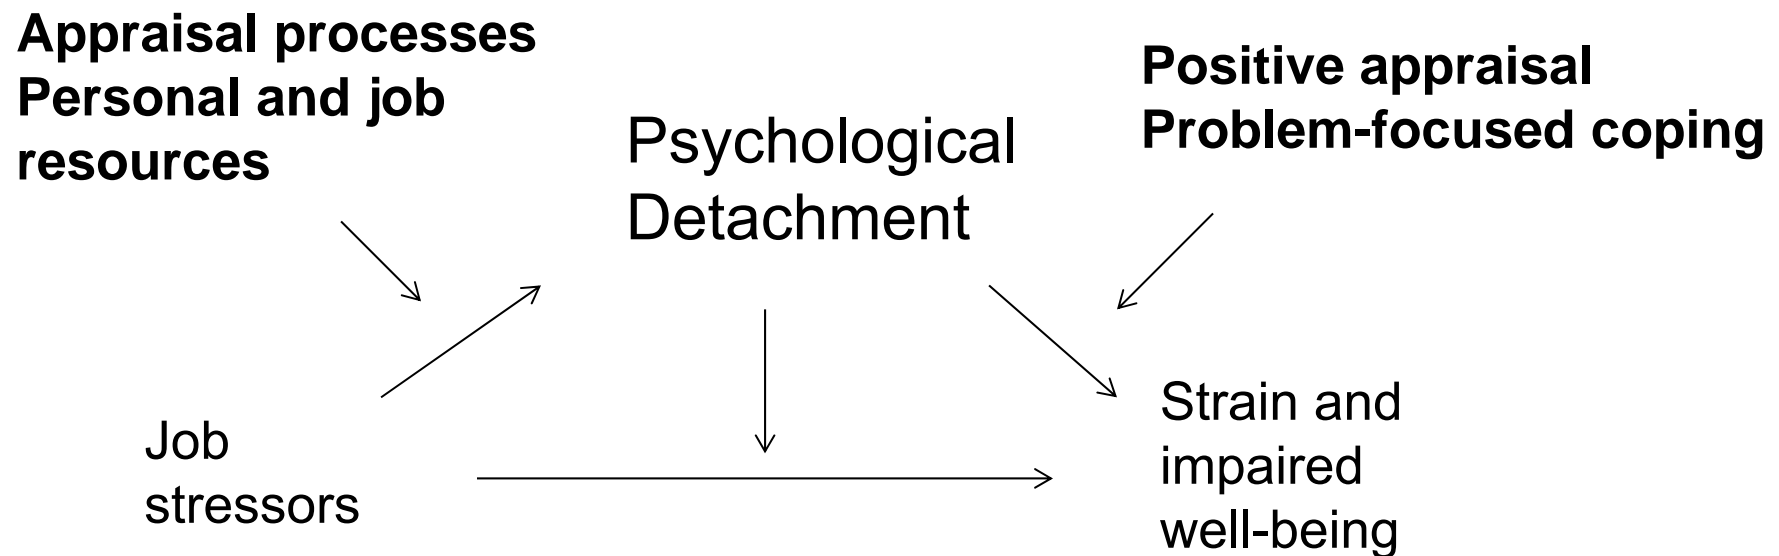 Appraisal processes
Personal and job
resources
Psychological
Detachment
Positive appraisal
Problem-focused coping
Job
stressors
Strain and
impaired
well-being